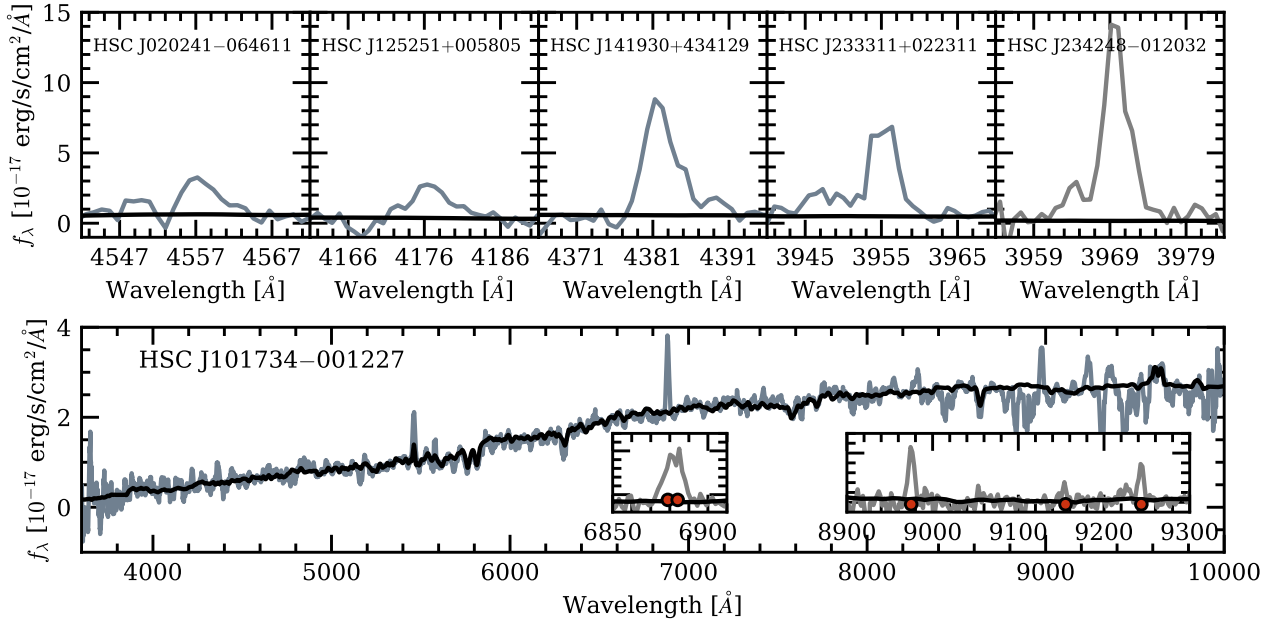 15
10
5
0
fλ [10⁻¹⁷ erg/s/cm²/Å]
HSC J020241−064611
HSC J125251+005805
HSC J141930+434129
HSC J233311+022311
HSC J234248−012032
4547 4557 4567
4166 4176 4186
4371 4381 4391
3945 3955 3965
3959 3969 3979
Wavelength [Å]
Wavelength [Å]
Wavelength [Å]
Wavelength [Å]
Wavelength [Å]
4
2
0
fλ [10⁻¹⁷ erg/s/cm²/Å]
HSC J101734−001227
6850 6900
8900 9000 9100 9200 9300
4000 5000 6000 7000 8000 9000 10000
Wavelength [Å]